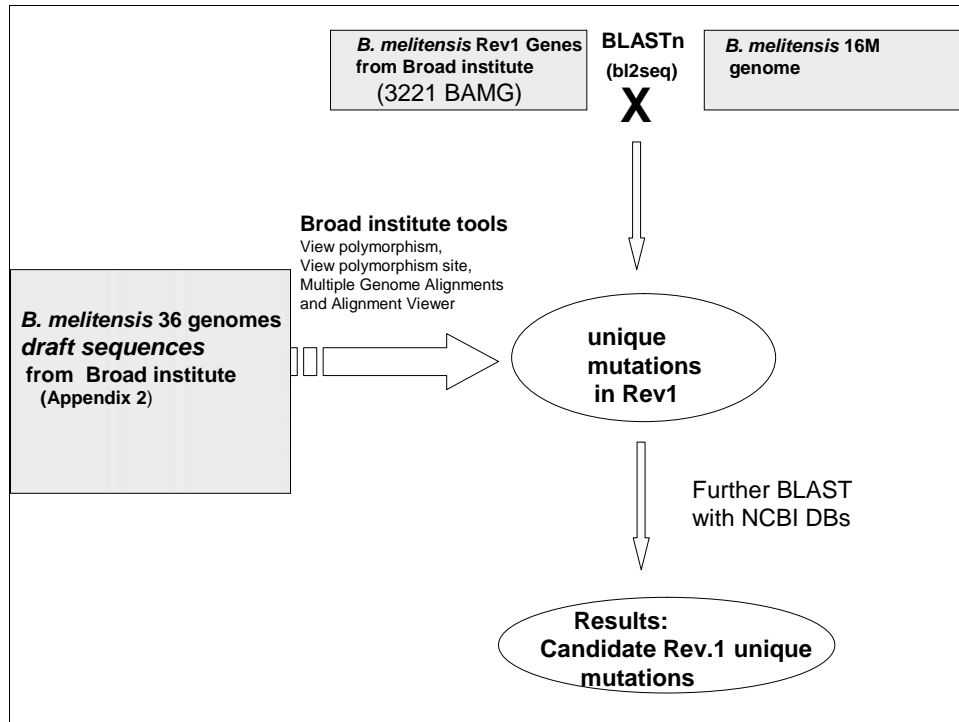 B. melitensis Rev1 Genes
from Broad institute
(3221 BAMG)
BLASTn
(bl2seq)
X
B. melitensis 16M
genome
Broad institute tools
View polymorphism,
View polymorphism site,
Multiple Genome Alignments
and Alignment Viewer
B. melitensis 36 genomes
draft sequences
from Broad institute
(Appendix 2)
unique
mutations
in Rev1
Further BLAST
with NCBI DBs
Results:
Candidate Rev.1 unique
mutations